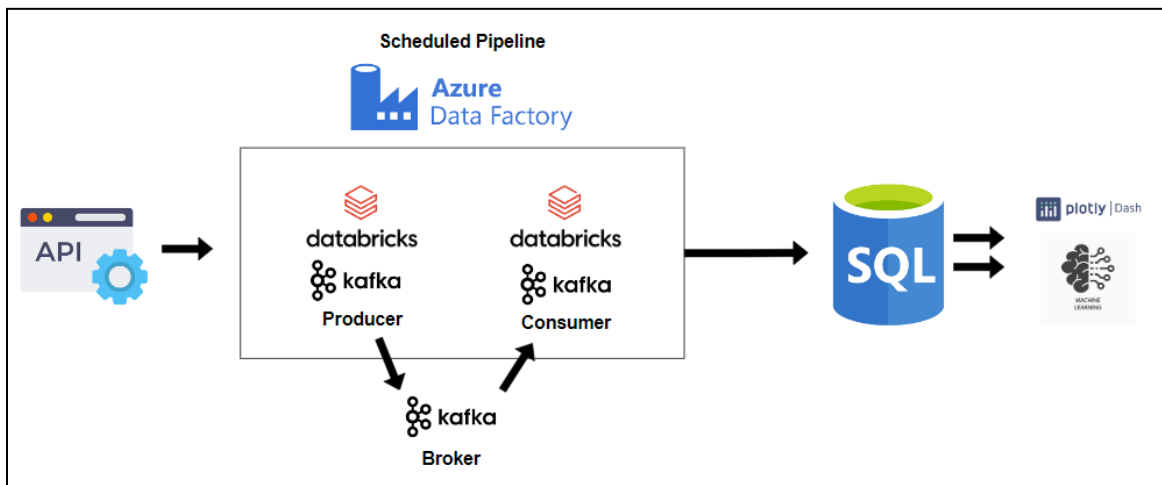 Scheduled Pipeline
Azure
Data Factory
API
databricks
kafka
Producer
databricks
kafka
Consumer
kafka
Broker
SQL
plotly | Dash
MACHINE
LEARNING